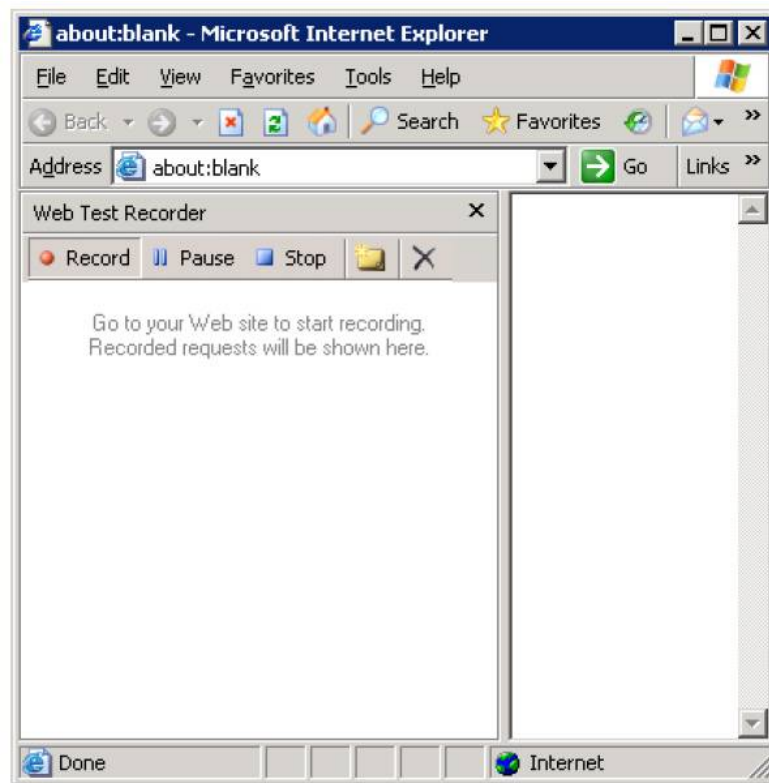 about:blank - Microsoft Internet Explorer
File Edit View Favorites Tools Help
Back Search Favorites »
Address about:blank Go Links »
Web Test Recorder
Record Pause Stop
Go to your Web site to start recording.
Recorded requests will be shown here.
Done Internet